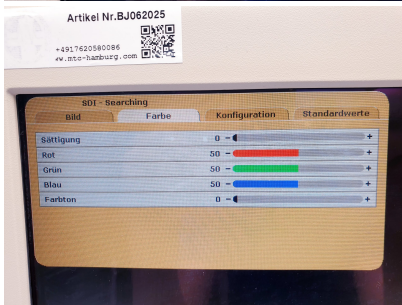 Artikel Nr.BJ062025
+4917620580086
ww.mtc-hamburg.com
SDI - Searching
Bild Farbe Konfiguration Standardwerte
Sättigung 0 - +
Rot 50 - +
Grün 50 - +
Blau 50 - +
Farbton 0 - +